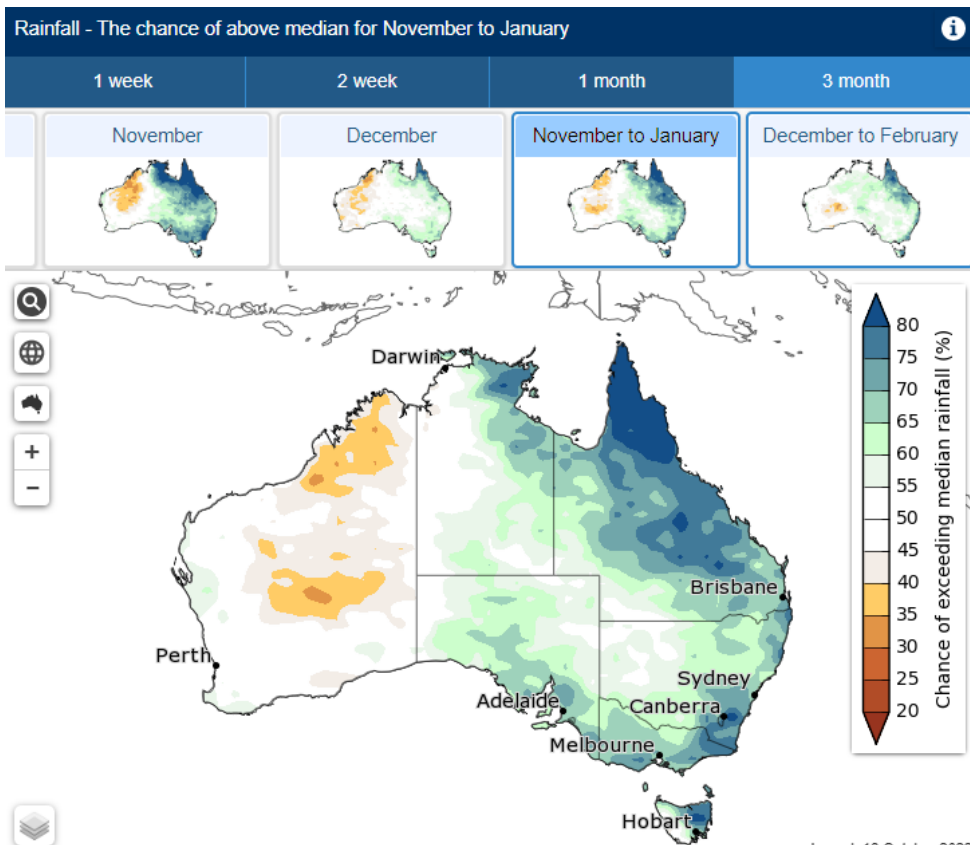 Rainfall - The chance of above median for November to January
i
1 week
2 week
1 month
3 month
November
December
November to January
December to February
+
−
Darwin
Brisbane
Perth
Sydney
Adelaide
Canberra
Melbourne
Hobart
80
75
70
65
60
55
50
45
40
35
30
25
20
Chance of exceeding median rainfall (%)